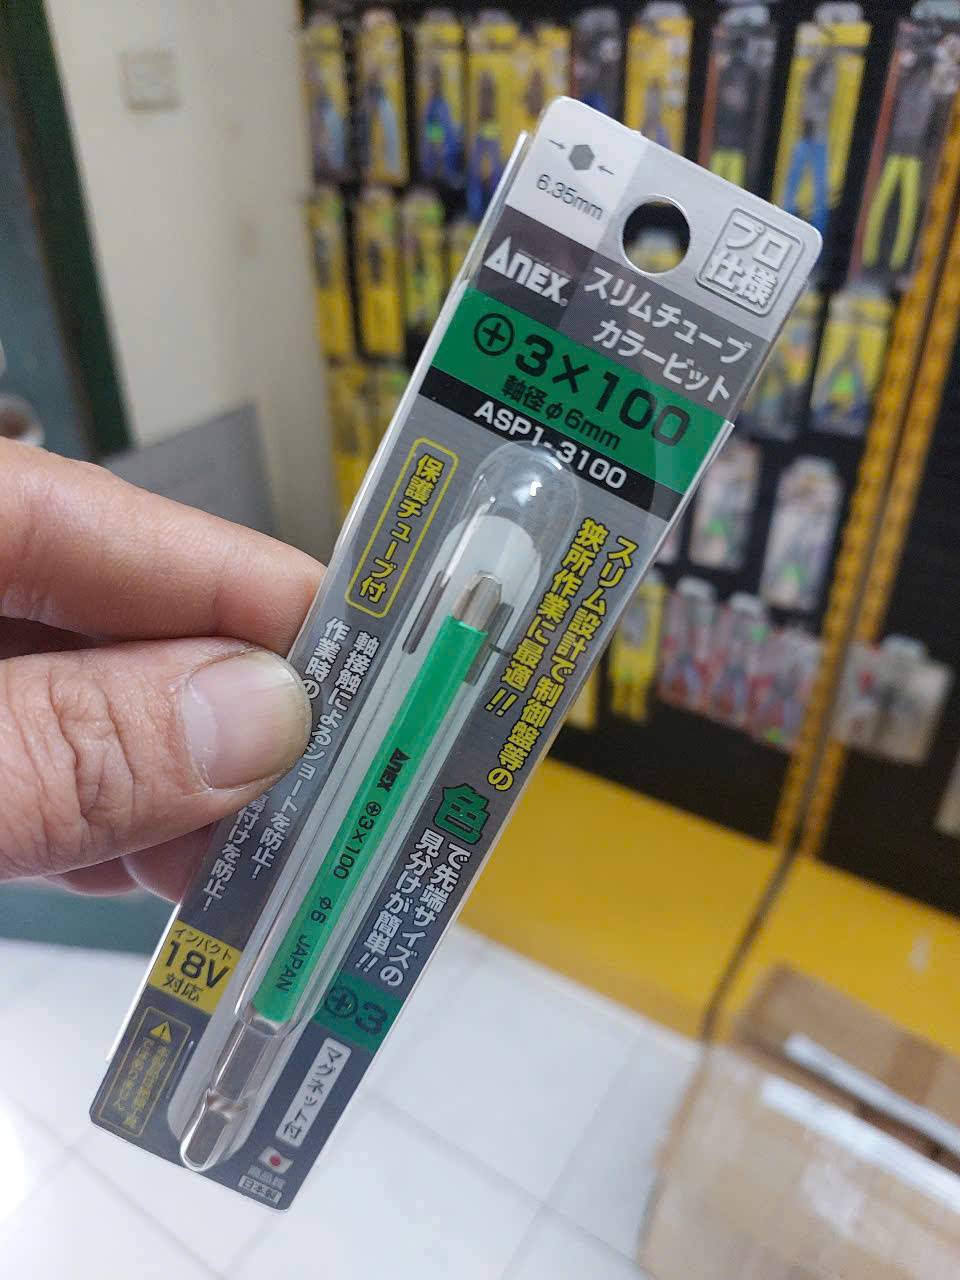 6.35mm
プロ
仕様
ANEX
スリムチューブ
カラービット
⊕3×100
軸径φ6mm
ASP1-3100
保護チューブ付
スリム設計で制御盤等の
狭所作業に最適!!
軸接触によるショートを防止!
作業時の
付けを防止!
色で先端サイズの
見分けが簡単!!
ANEX ⊕3×100 φ6 JAPAN
インパクト
18V
対応
⊕3
マグネット付